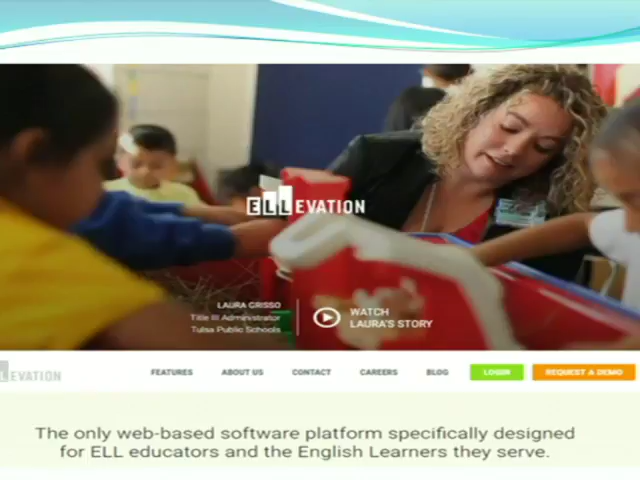 ELLEVATION
LAURA GRISSO
Title III Administrator
Tulsa Public Schools
WATCH
LAURA'S STORY
LEVATION
FEATURES ABOUT US CONTACT CAREERS BLOG LOGIN REQUEST A DEMO
The only web-based software platform specifically designed
for ELL educators and the English Learners they serve.